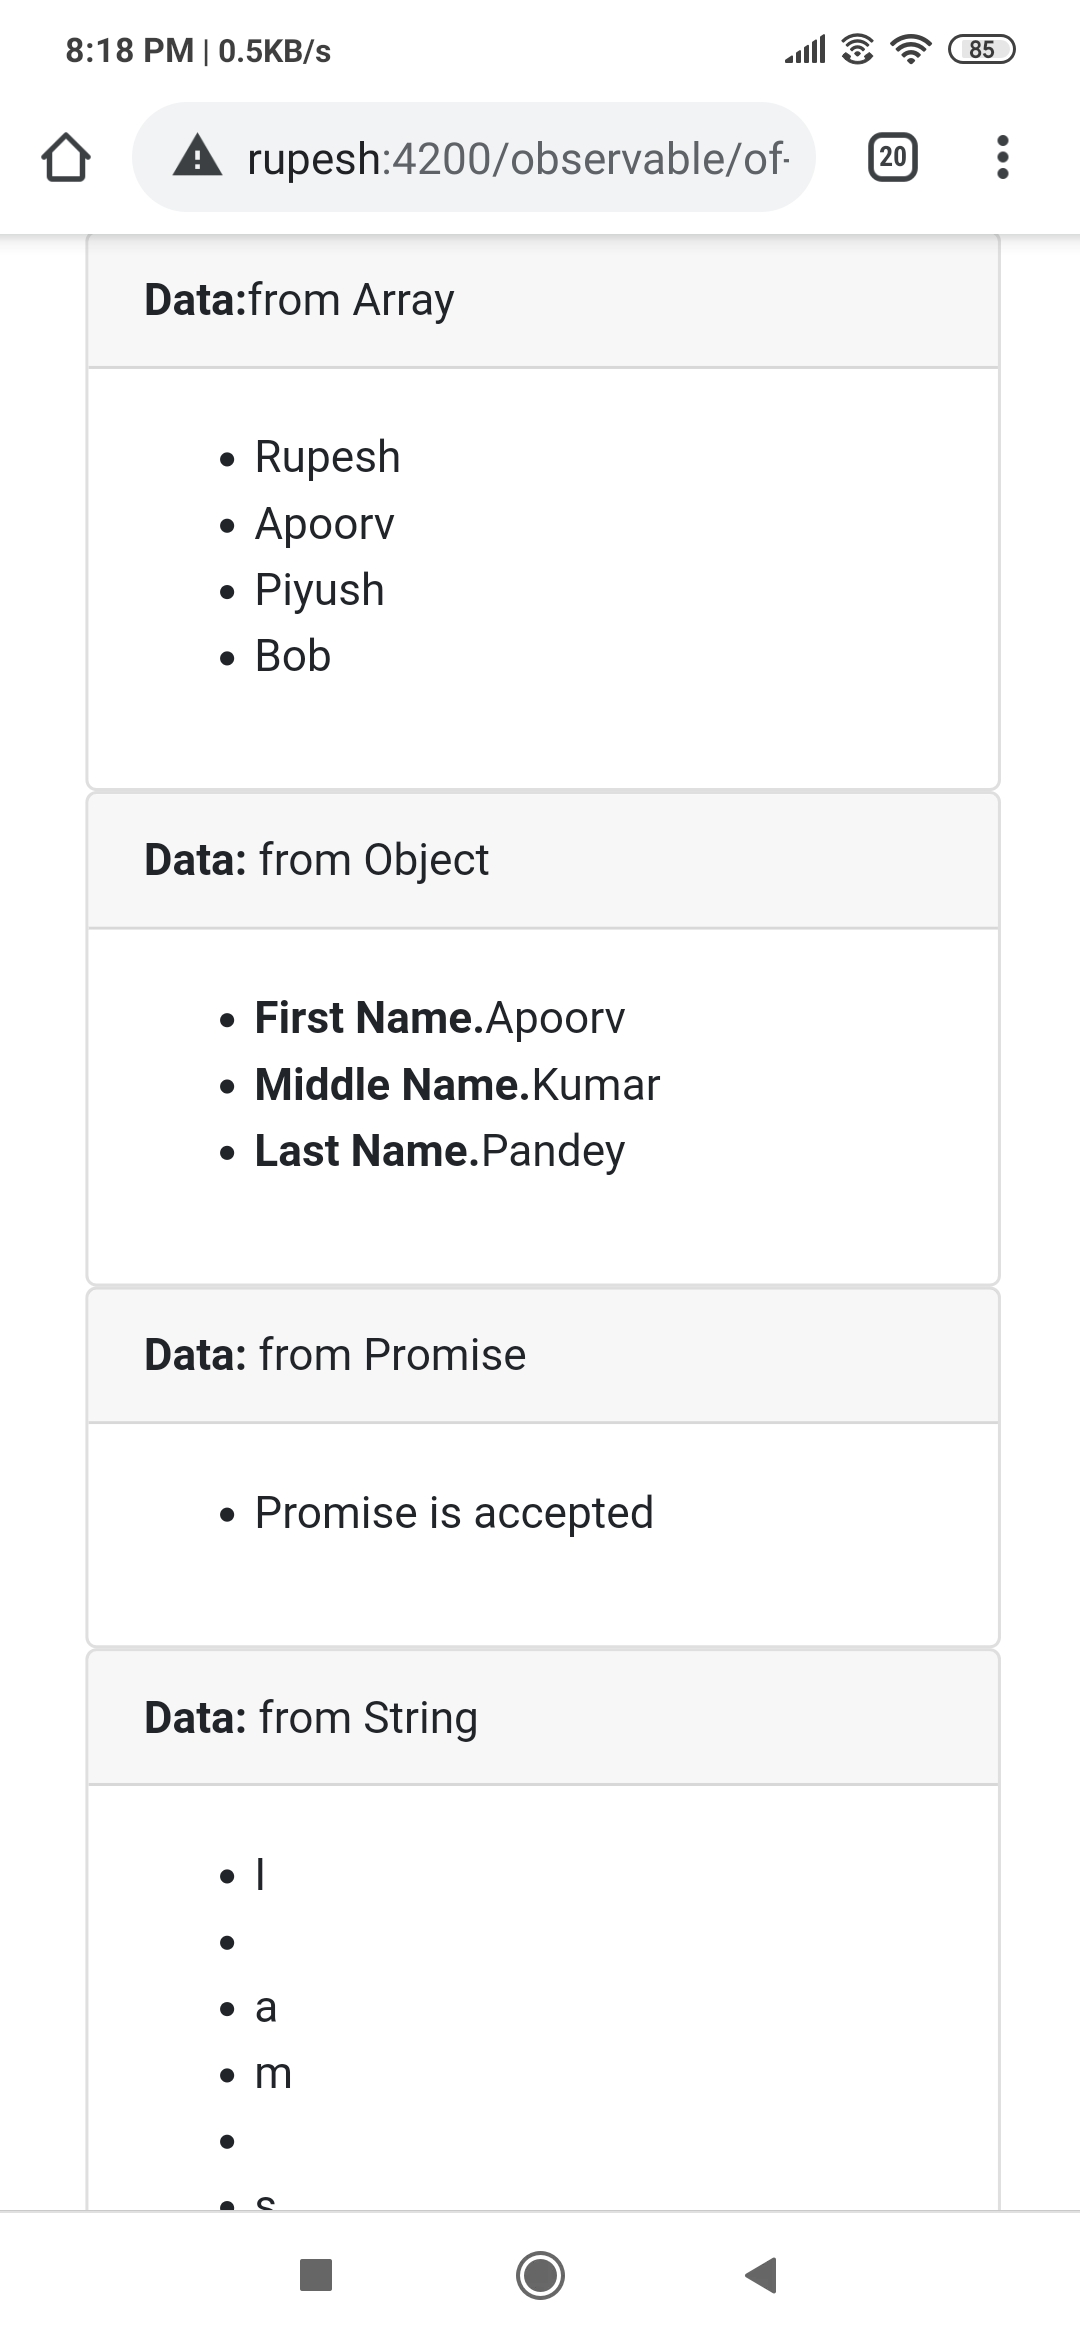 8:18 PM | 0.5KB/s 85
rupesh:4200/observable/of- 20
Data:from Array
• Rupesh
• Apoorv
• Piyush
• Bob
Data: from Object
• First Name.Apoorv
• Middle Name.Kumar
• Last Name.Pandey
Data: from Promise
• Promise is accepted
Data: from String
• I
•
• a
• m
•
• s